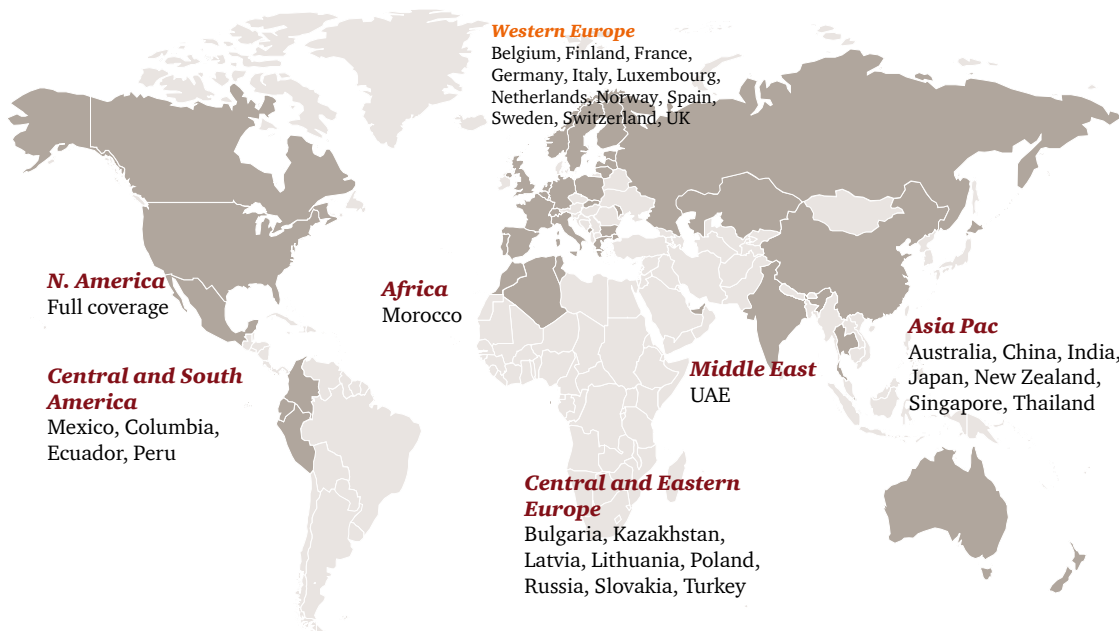 Western Europe
Belgium, Finland, France,
Germany, Italy, Luxembourg,
Netherlands, Norway, Spain,
Sweden, Switzerland, UK
N. America
Full coverage
Africa
Morocco
Asia Pac
Australia, China, India,
Japan, New Zealand,
Singapore, Thailand
Middle East
UAE
Central and South
America
Mexico, Columbia,
Ecuador, Peru
Central and Eastern
Europe
Bulgaria, Kazakhstan,
Latvia, Lithuania, Poland,
Russia, Slovakia, Turkey